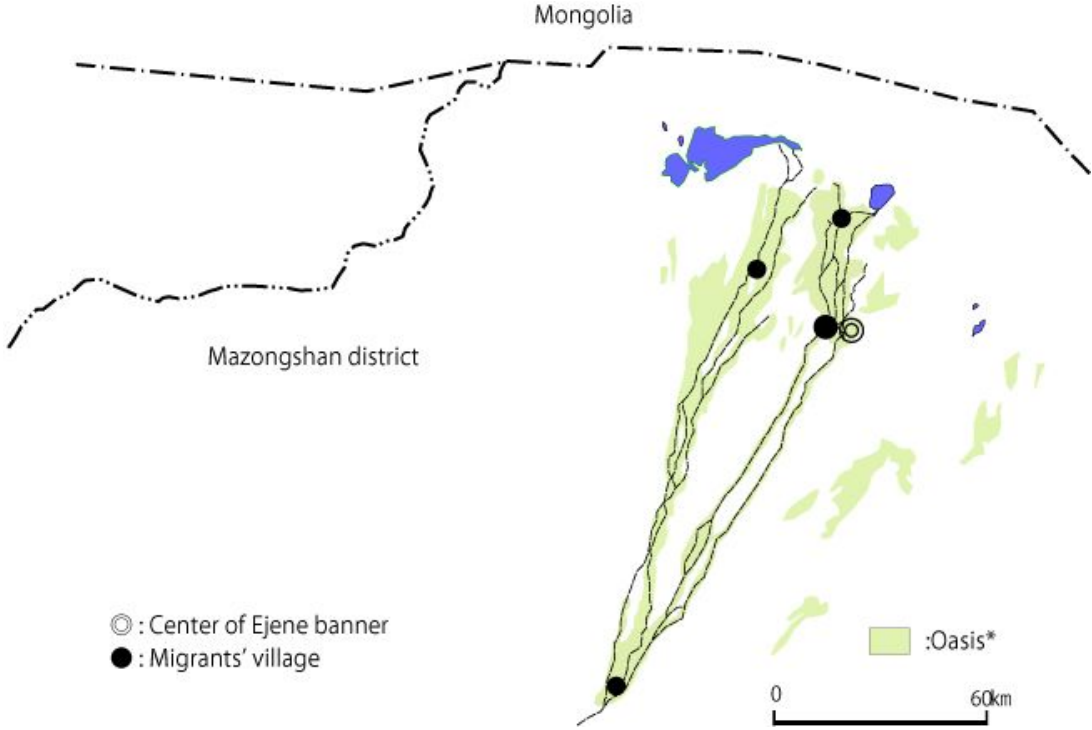 Mongolia
Mazongshan district
◎ : Center of Ejene banner
● : Migrants' village
:Oasis*
0 60km